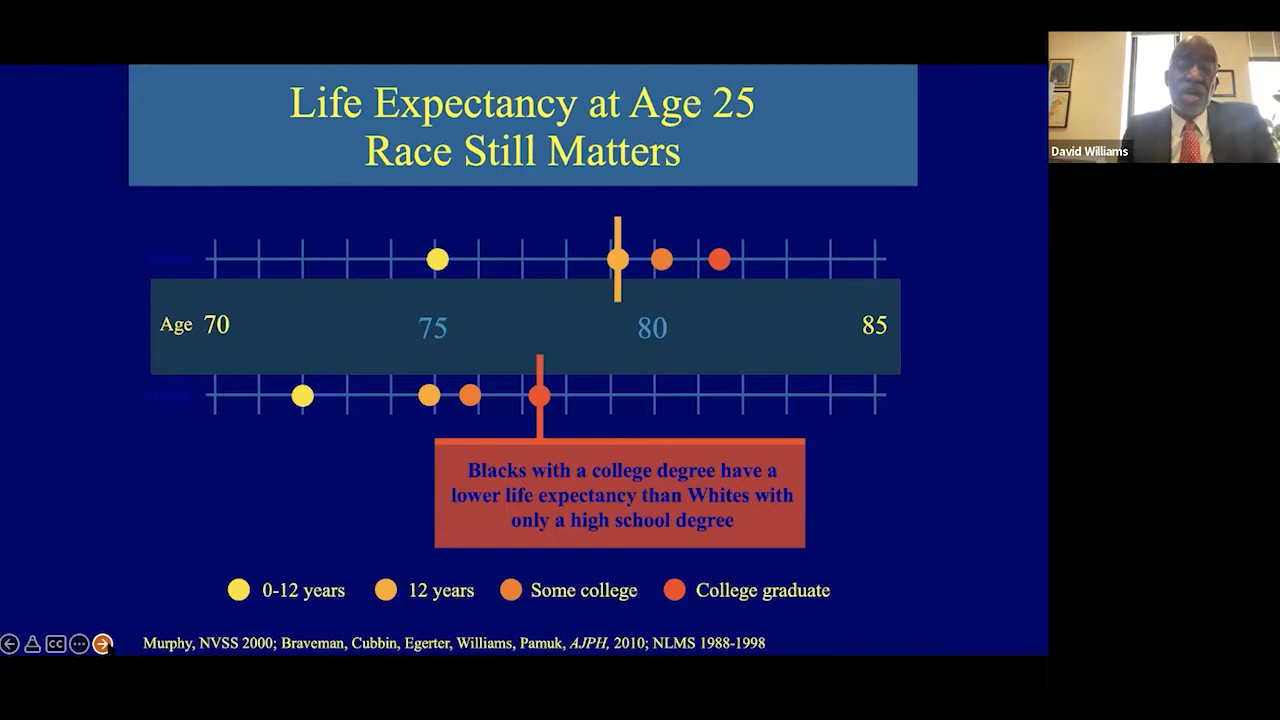 Life Expectancy at Age 25
Race Still Matters
David Williams
Age 70 75 80 85
Blacks with a college degree have a
lower life expectancy than Whites with
only a high school degree
0-12 years 12 years Some college College graduate
CC
Murphy, NVSS 2000; Braveman, Cubbin, Egerter, Williams, Pamuk, AJPH, 2010; NLMS 1988-1998